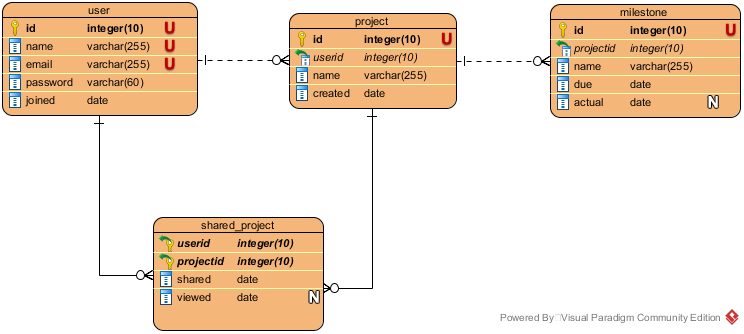 user
id integer(10) U
name varchar(255) U
email varchar(255) U
password varchar(60)
joined date
project
id integer(10) U
userid integer(10)
name varchar(255)
created date
milestone
id integer(10) U
projectid integer(10)
name varchar(255)
due date
actual date N
shared_project
userid integer(10)
projectid integer(10)
shared date
viewed date N
Powered By Visual Paradigm Community Edition